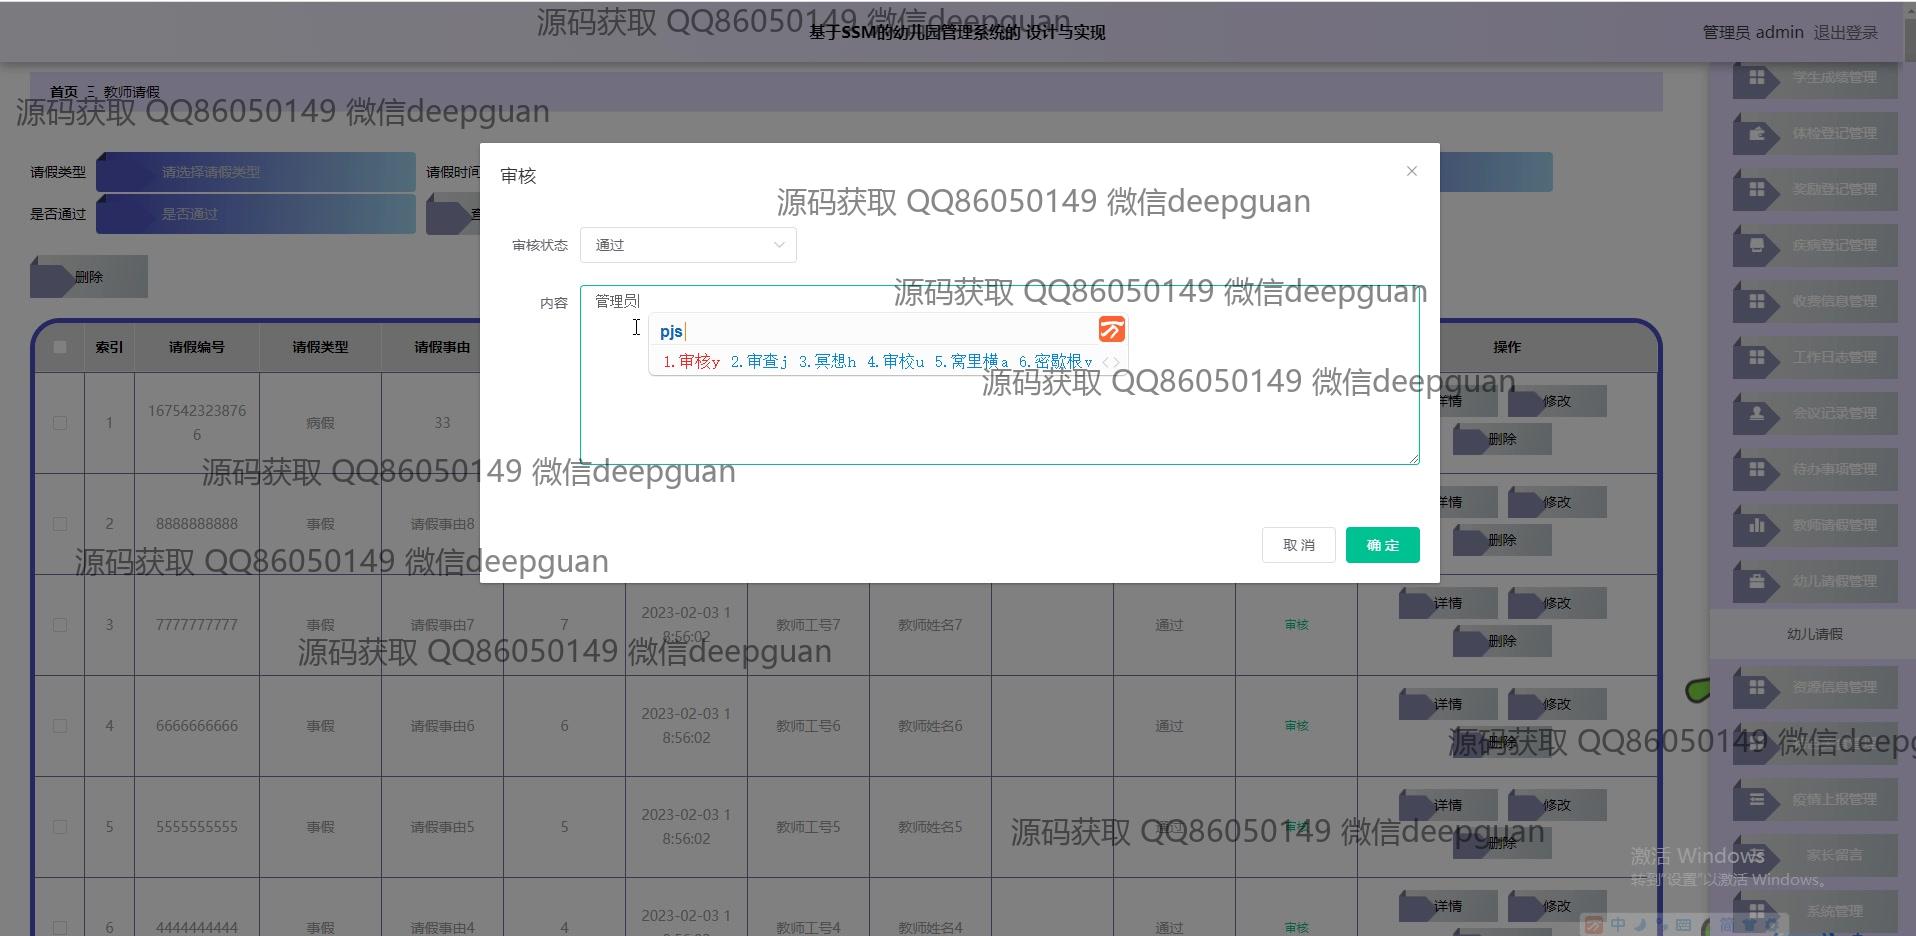 源码获取 QQ86050149 微信deepguan
基于SSM的幼儿园管理系统的 设计与实现
管理员 admin 退出登录
首页 三 教师请假
源码获取 QQ86050149 微信deepguan
学生成绩管理
体检登记管理
请假类型 请选择请假类型 请假时间
是否通过 是否通过 查
删除
审核
源码获取 QQ86050149 微信deepguan
审核状态 通过
源码获取 QQ86050149 微信deepguan
内容 管理员
pjs
1.审核y 2.审查j 3.冥想h 4.审校u 5.窝里横a 6.密歇根v
源码获取 QQ86050149 微信deepguan
取消 确定
奖励登记管理
疾病登记管理
收费信息管理
工作日志管理
会议记录管理
待办事项管理
教师请假管理
幼儿请假管理
幼儿请假
资源信息管理
疫情上报管理
家长留言
系统管理
索引 请假编号 请假类型 请假事由 操作
1 167542323876
6 病假 33 详情 修改
删除
源码获取 QQ86050149 微信deepguan
2 8888888888 事假 请假事由8 详情 修改
删除
源码获取 QQ86050149 微信deepguan
3 7777777777 事假 请假事由7 7 2023-02-03 1
8:56:02 教师工号7 教师姓名7 通过 审核 详情 修改
删除
源码获取 QQ86050149 微信deepguan
4 6666666666 事假 请假事由6 6 2023-02-03 1
8:56:02 教师工号6 教师姓名6 通过 审核 详情 修改
删除
源码获取 QQ86050149 微信deepg
5 5555555555 事假 请假事由5 5 2023-02-03 1
8:56:02 教师工号5 教师姓名5 通过 审核 详情 修改
删除
源码获取 QQ86050149 微信deepguan
6 4444444444 事假 请假事由4 4 2023-02-03 1
教师工号4 教师姓名4 通过 审核 详情 修改
激活 Windows
转到"设置"以激活 Windows。
中 简